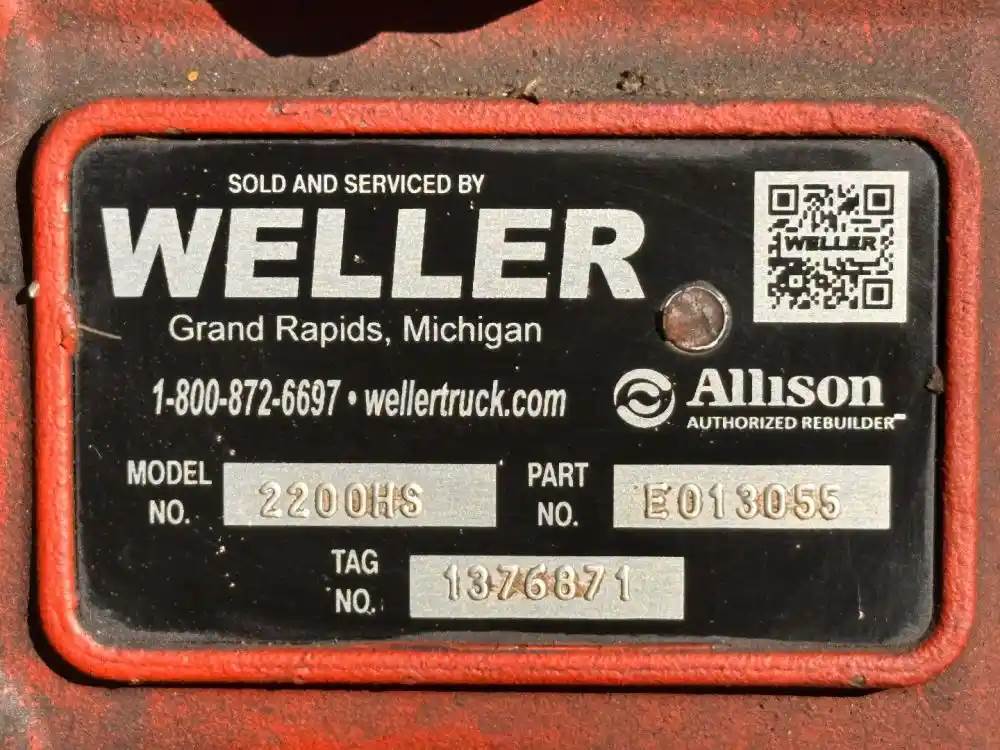 SOLD AND SERVICED BY
WELLER
WELLER
Grand Rapids, Michigan
1-800-872-6697 • wellertruck.com
Allison
AUTHORIZED REBUILDER
MODEL NO. 2200HS
PART NO. E013055
TAG NO. 1376871